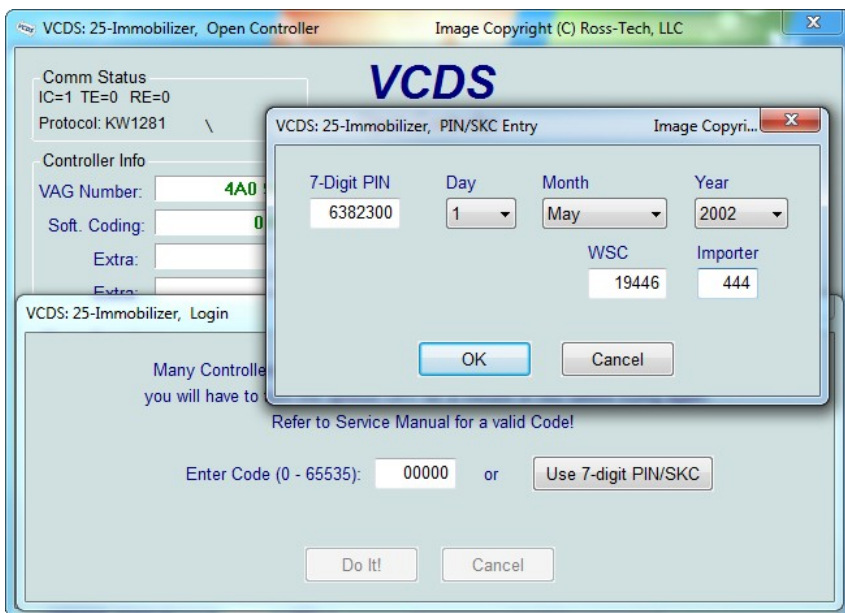 VCDS: 25-Immobilizer, Open Controller Image Copyright (C) Ross-Tech, LLC
Comm Status
IC=1 TE=0 RE=0
Protocol: KW1281 \
VCDS
Controller Info
VAG Number: 4A0
Soft. Coding:
Extra:
Extra:
VCDS: 25-Immobilizer, PIN/SKC Entry Image Copyri...
7-Digit PIN Day Month Year
6382300 1 May 2002
WSC Importer
19446 444
OK Cancel
VCDS: 25-Immobilizer, Login
Many Controlle
you will have to
Refer to Service Manual for a valid Code!
Enter Code (0 - 65535): 00000 or Use 7-digit PIN/SKC
Do It! Cancel